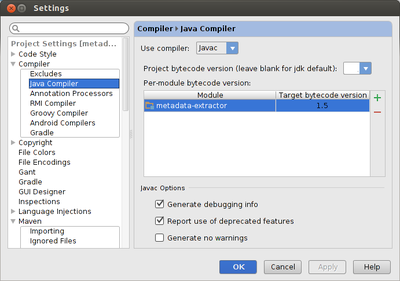 Settings
Project Settings [metad...
Code Style
Compiler
Excludes
Java Compiler
Annotation Processors
RMI Compiler
Groovy Compiler
Android Compilers
Gradle
Copyright
File Colors
File Encodings
Gant
Gradle
GUI Designer
Inspections
Language Injections
Maven
Importing
Ignored Files
Compiler Java Compiler
Use compiler: Javac
Project bytecode version (leave blank for jdk default):
Per-module bytecode version:
Module Target bytecode version
metadata-extractor 1.5
Javac Options
Generate debugging info
Report use of deprecated features
Generate no warnings
OK Cancel Apply Help